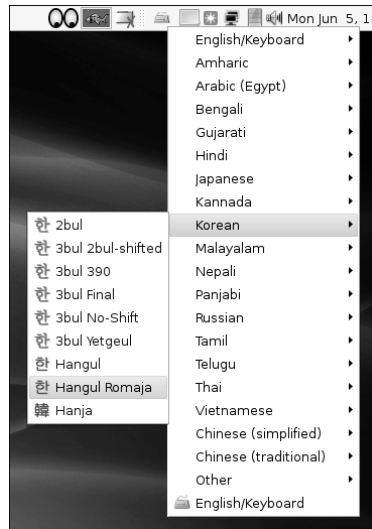 Mon Jun 5, 1
English/Keyboard
Amharic
Arabic (Egypt)
Bengali
Gujarati
Hindi
Japanese
Kannada
Korean
Malayalam
Nepali
Panjabi
Russian
Tamil
Telugu
Thai
Vietnamese
Chinese (simplified)
Chinese (traditional)
Other
English/Keyboard
한 2bul
한 3bul 2bul-shifted
한 3bul 390
한 3bul Final
한 3bul No-Shift
한 3bul Yetgeul
한 Hangul
한 Hangul Romaja
韓 Hanja